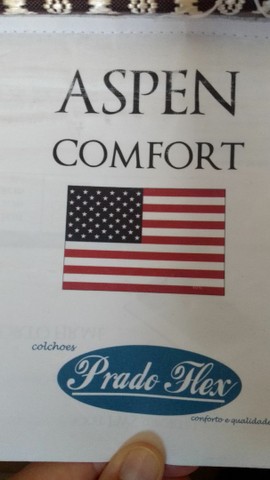 ASPEN
COMFORT
colchoes
Prado Flex
conforto e qualidade